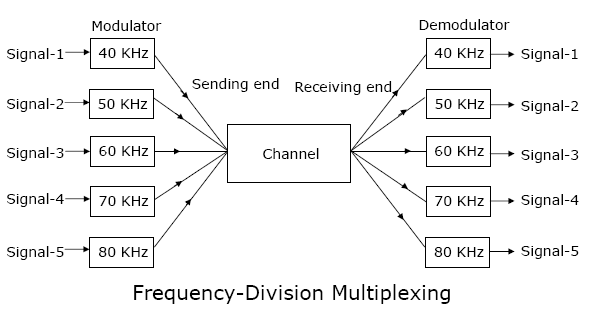 Modulator
Demodulator
Signal-1
40 KHz
40 KHz
Signal-1
Sending end
Receiving end
Signal-2
50 KHz
50 KHz
Signal-2
Signal-3
60 KHz
Channel
60 KHz
Signal-3
Signal-4
70 KHz
70 KHz
Signal-4
Signal-5
80 KHz
80 KHz
Signal-5
Frequency-Division Multiplexing